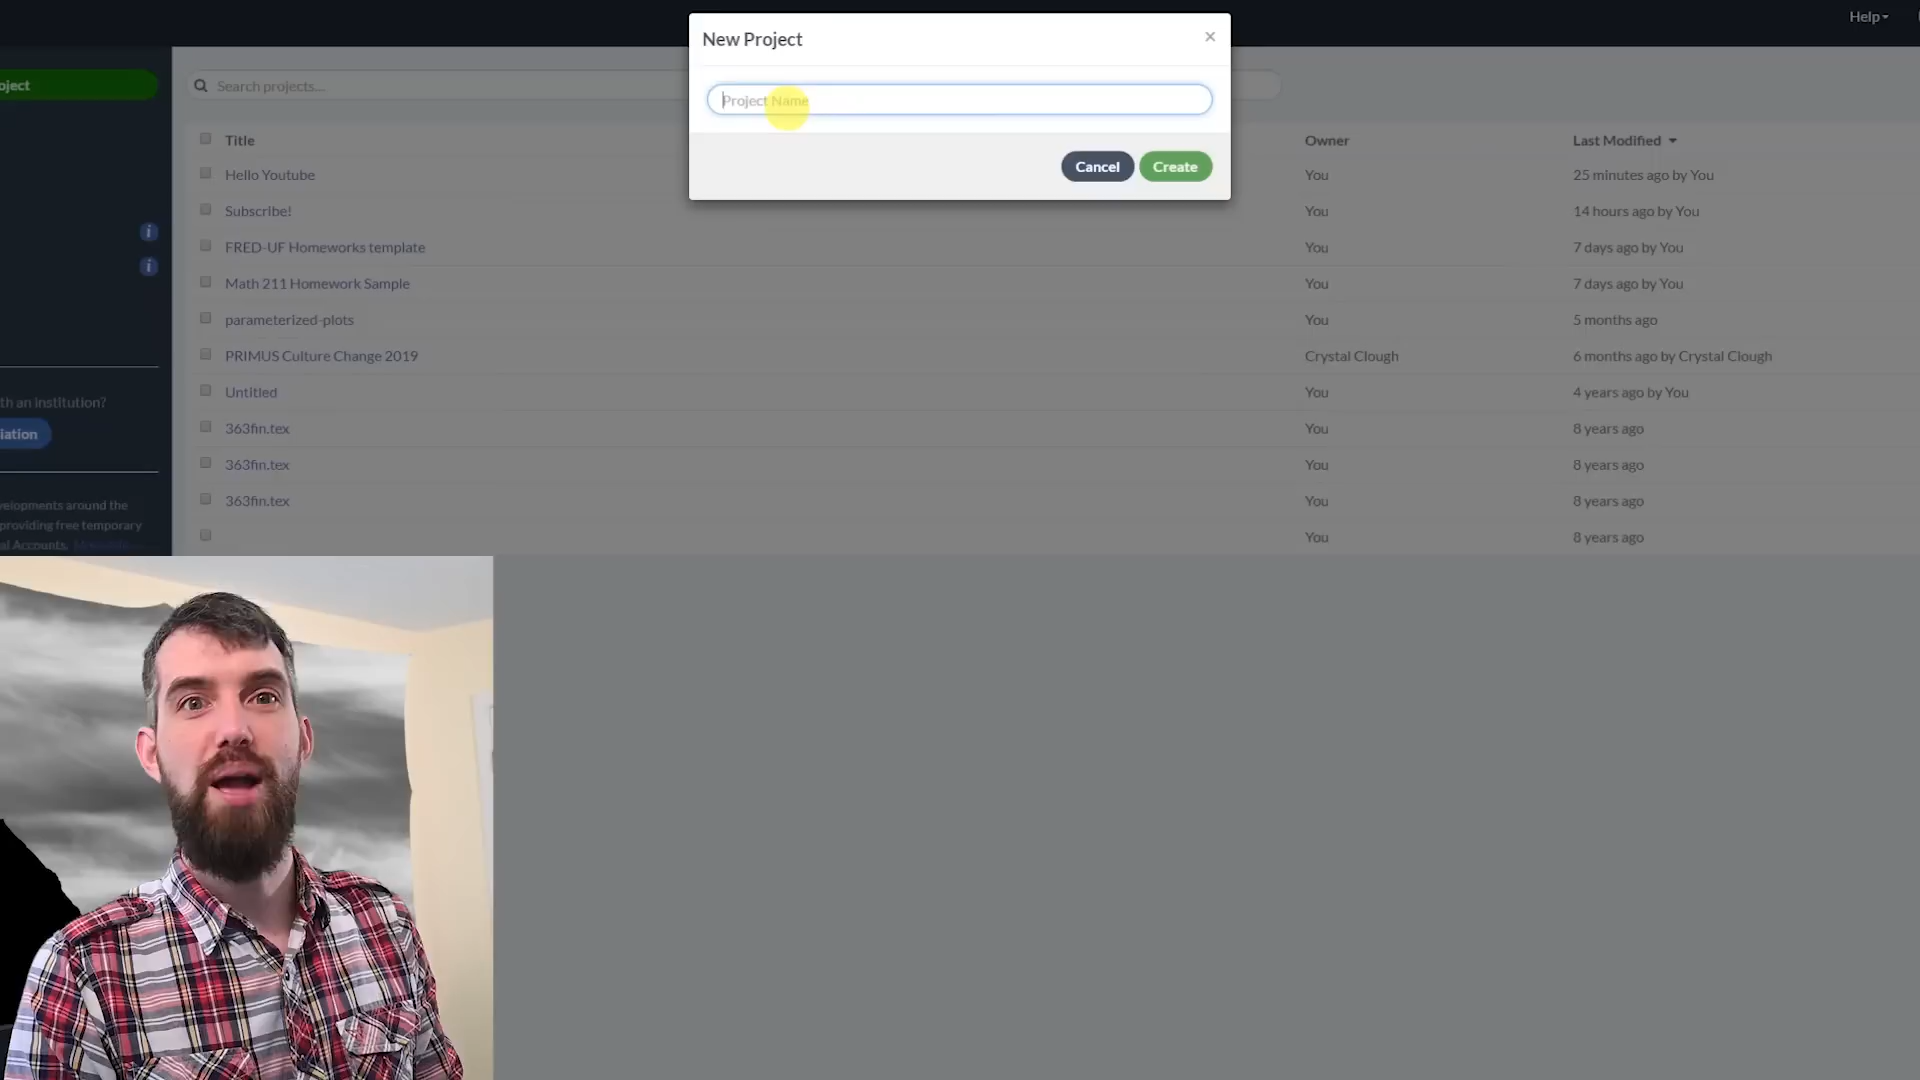 Help
New Project
×
oject
Search projects...
Project Name
Cancel
Create
Title Owner Last Modified
Hello Youtube You 25 minutes ago by You
Subscribe! You 14 hours ago by You
FRED-UF Homeworks template You 7 days ago by You
Math 211 Homework Sample You 7 days ago by You
parameterized-plots You 5 months ago
PRIMUS Culture Change 2019 Crystal Clough 6 months ago by Crystal Clough
Untitled You 4 years ago by You
363fin.tex You 8 years ago
363fin.tex You 8 years ago
363fin.tex You 8 years ago
You 8 years ago
i
i
th an institution?
iation
velopments around the
providing free temporary
al Accounts.